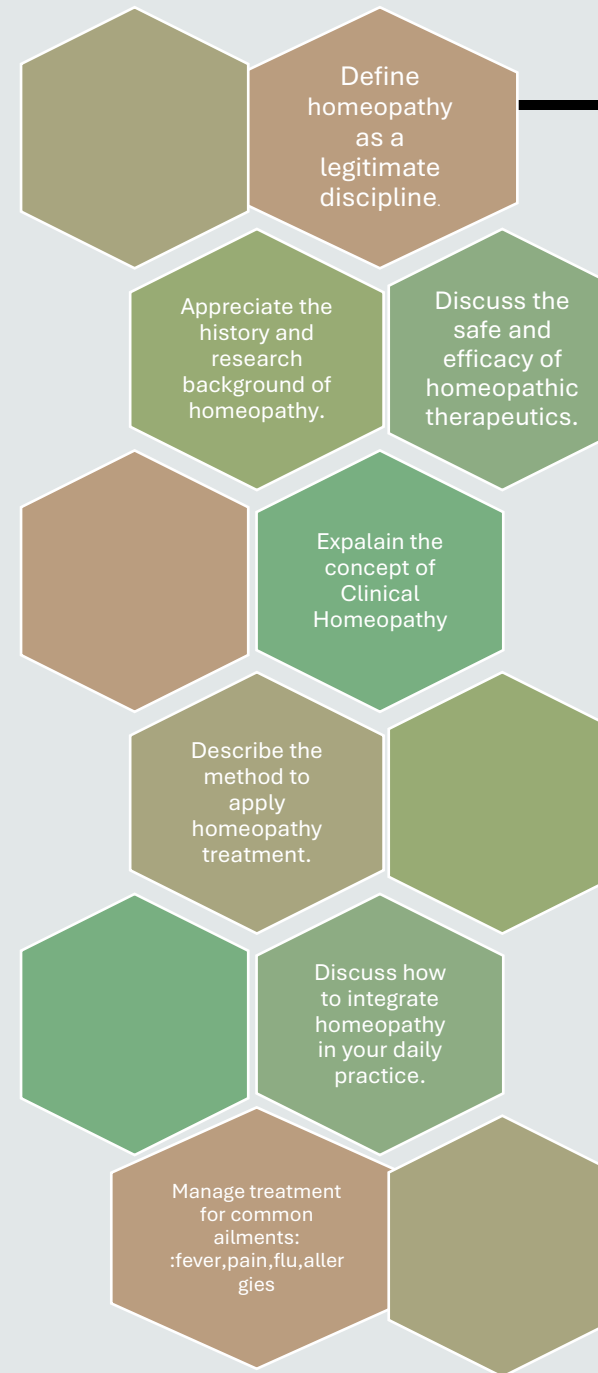 Define
homeopathy
as a
legitimate
discipline.
Appreciate the
history and
research
background of
homeopathy.
Discuss the
safe and
efficacy of
homeopathic
therapeutics.
Expalain the
concept of
Clinical
Homeopathy
Describe the
method to
apply
homeopathy
treatment.
Discuss how
to integrate
homeopathy
in your daily
practice.
Manage treatment
for common
ailments:
:fever,pain,flu,aller
gies